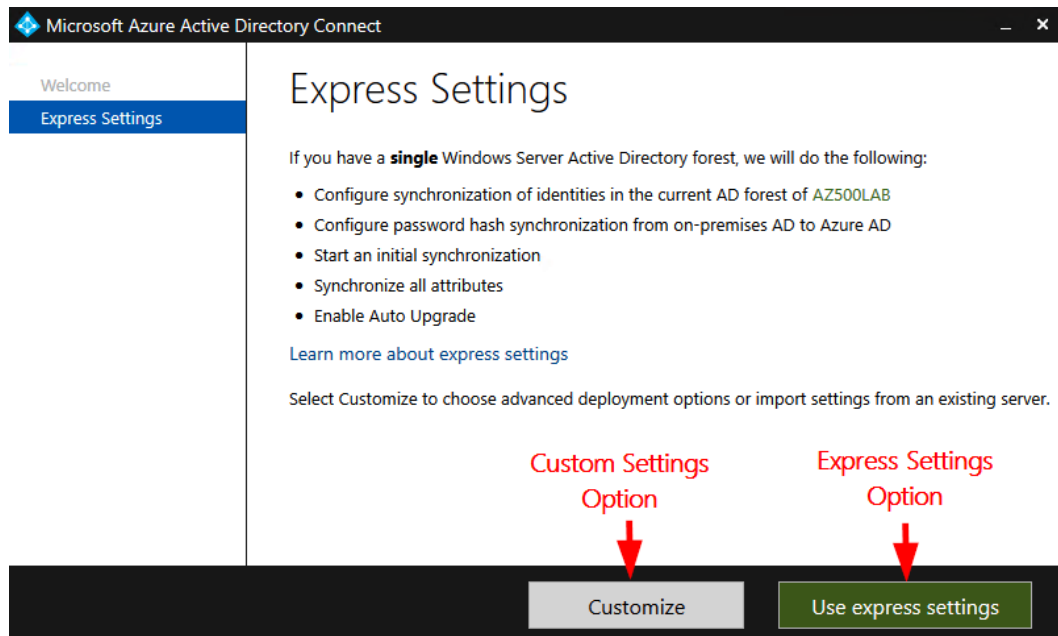 Microsoft Azure Active Directory Connect
Welcome
Express Settings
Express Settings
If you have a single Windows Server Active Directory forest, we will do the following:
• Configure synchronization of identities in the current AD forest of AZ500LAB
• Configure password hash synchronization from on-premises AD to Azure AD
• Start an initial synchronization
• Synchronize all attributes
• Enable Auto Upgrade
Learn more about express settings
Select Customize to choose advanced deployment options or import settings from an existing server.
Custom Settings
Option
Express Settings
Option
Customize
Use express settings